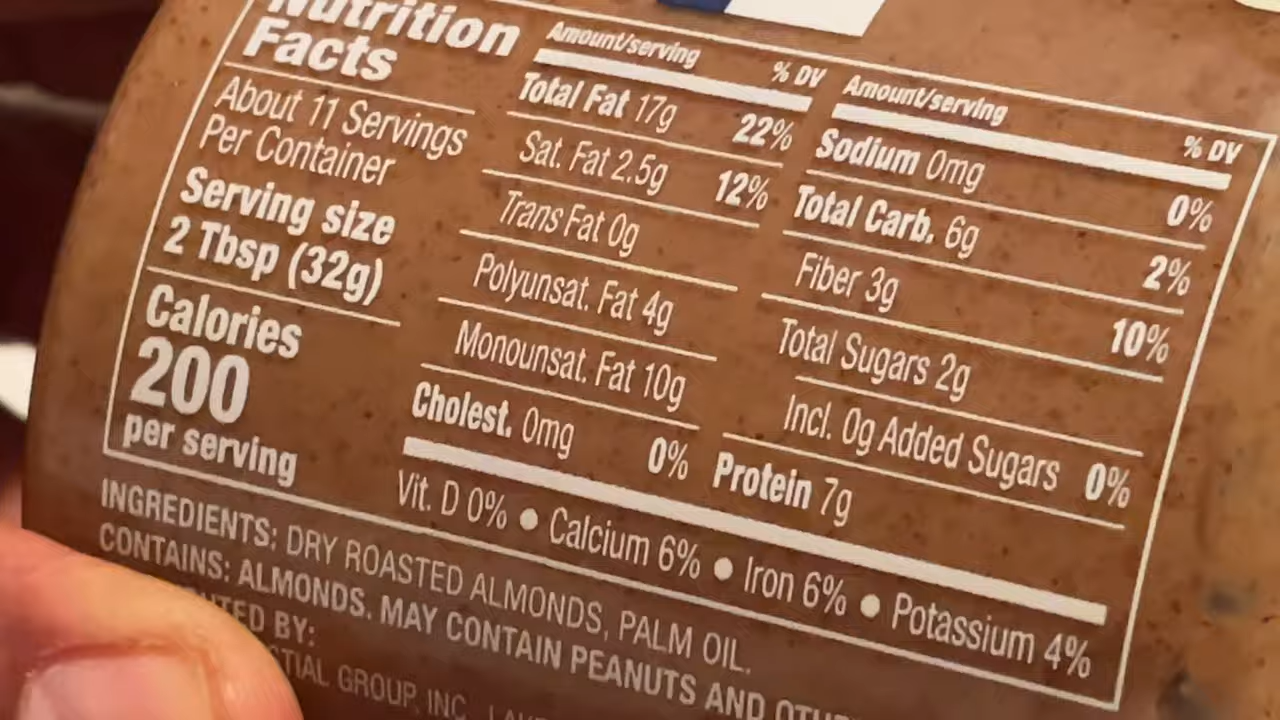 Nutrition
Facts
About 11 Servings
Per Container
Serving size
2 Tbsp (32g)
Calories
200
per serving
Amount/serving % DV
Total Fat 17g 22%
Sat. Fat 2.5g 12%
Trans Fat 0g
Polyunsat. Fat 4g
Monounsat. Fat 10g
Cholest. 0mg 0%
Amount/serving % DV
Sodium 0mg 0%
Total Carb. 6g 2%
Fiber 3g 10%
Total Sugars 2g
Incl. 0g Added Sugars 0%
Protein 7g
Vit. D 0% ● Calcium 6% ● Iron 6% ● Potassium 4%
INGREDIENTS: DRY ROASTED ALMONDS, PALM OIL.
CONTAINS: ALMONDS. MAY CONTAIN PEANUTS AND
BY:
GROUP, INC